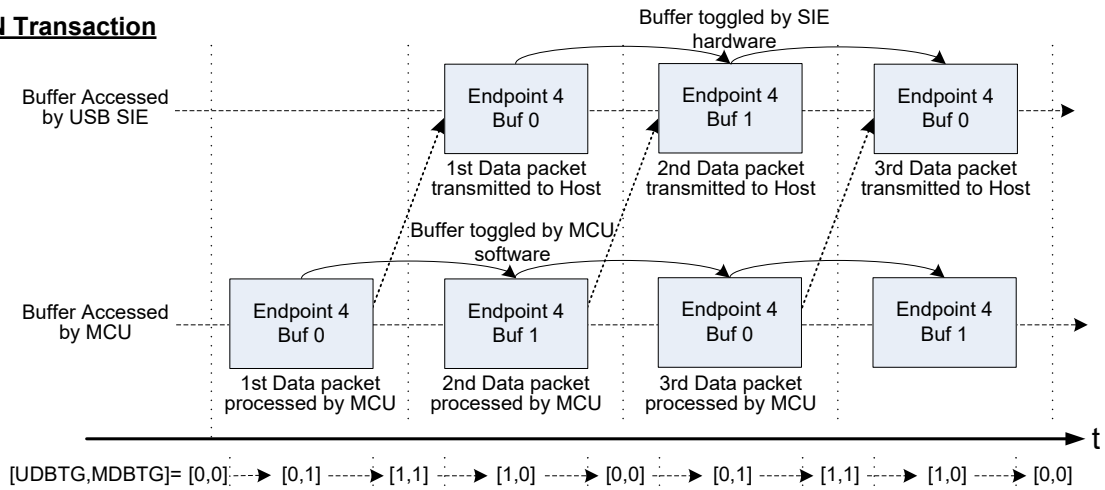 N Transaction
Buffer toggled by SIE
hardware
Buffer Accessed
by USB SIE
Endpoint 4
Buf 0
Endpoint 4
Buf 1
Endpoint 4
Buf 0
1st Data packet
transmitted to Host
2nd Data packet
transmitted to Host
3rd Data packet
transmitted to Host
Buffer toggled by MCU
software
Buffer Accessed
by MCU
Endpoint 4
Buf 0
Endpoint 4
Buf 1
Endpoint 4
Buf 0
Endpoint 4
Buf 1
1st Data packet
processed by MCU
2nd Data packet
processed by MCU
3rd Data packet
processed by MCU
t
[UDBTG,MDBTG]= [0,0] [0,1] [1,1] [1,0] [0,0] [0,1] [1,1] [1,0] [0,0]